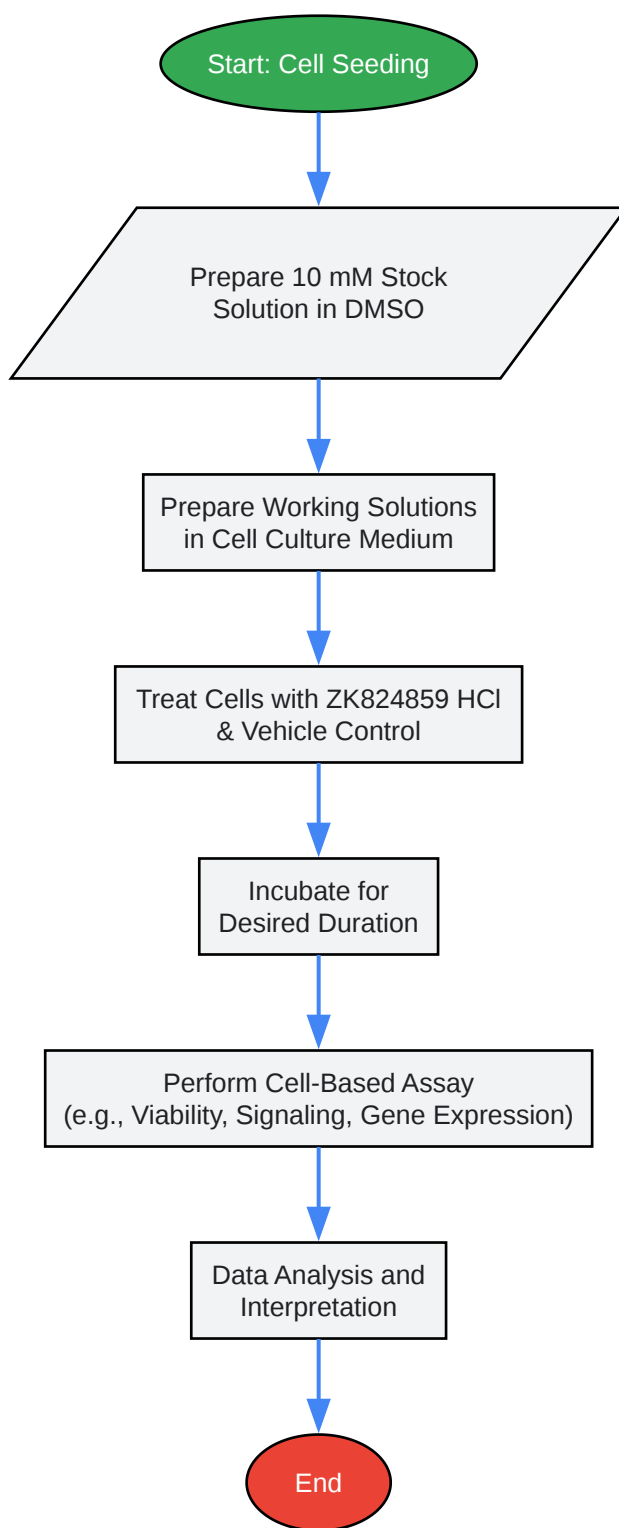 Start: Cell Seeding
Prepare 10 mM Stock
Solution in DMSO
Prepare Working Solutions
in Cell Culture Medium
Treat Cells with ZK824859 HCl
& Vehicle Control
Incubate for
Desired Duration
Perform Cell-Based Assay
(e.g., Viability, Signaling, Gene Expression)
Data Analysis and
Interpretation
End